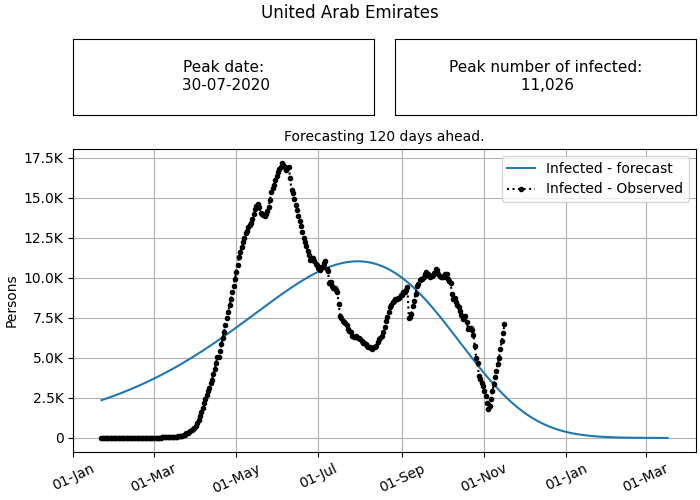 United Arab Emirates
Peak date:
30-07-2020
Peak number of infected:
11,026
Forecasting 120 days ahead.
Infected - forecast
Infected - Observed
Persons
17.5K
15.0K
12.5K
10.0K
7.5K
5.0K
2.5K
0
01-Jan
01-Mar
01-May
01-Jul
01-Sep
01-Nov
01-Jan
01-Mar